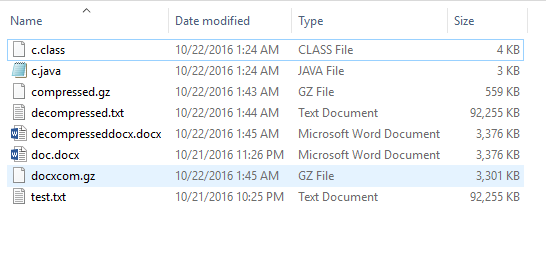 Name Date modified Type Size
c.class 10/22/2016 1:24 AM CLASS File 4 KB
c.java 10/22/2016 1:24 AM JAVA File 3 KB
compressed.gz 10/22/2016 1:43 AM GZ File 559 KB
decompressed.txt 10/22/2016 1:44 AM Text Document 92,255 KB
decompresseddocx.docx 10/22/2016 1:45 AM Microsoft Word Document 3,376 KB
doc.docx 10/21/2016 11:26 PM Microsoft Word Document 3,376 KB
docxcom.gz 10/22/2016 1:45 AM GZ File 3,301 KB
test.txt 10/21/2016 10:25 PM Text Document 92,255 KB